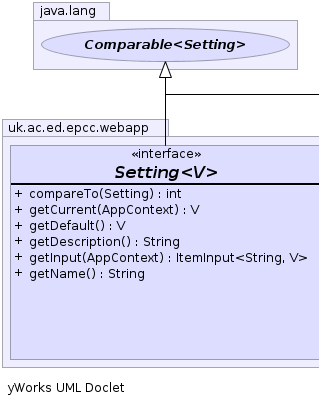 java.lang
Comparable<Setting>
uk.ac.ed.epcc.webapp
«interface»
Setting<V>
+ compareTo(Setting) : int
+ getCurrent(AppContext) : V
+ getDefault() : V
+ getDescription() : String
+ getInput(AppContext) : ItemInput<String, V>
+ getName() : String
yWorks UML Doclet